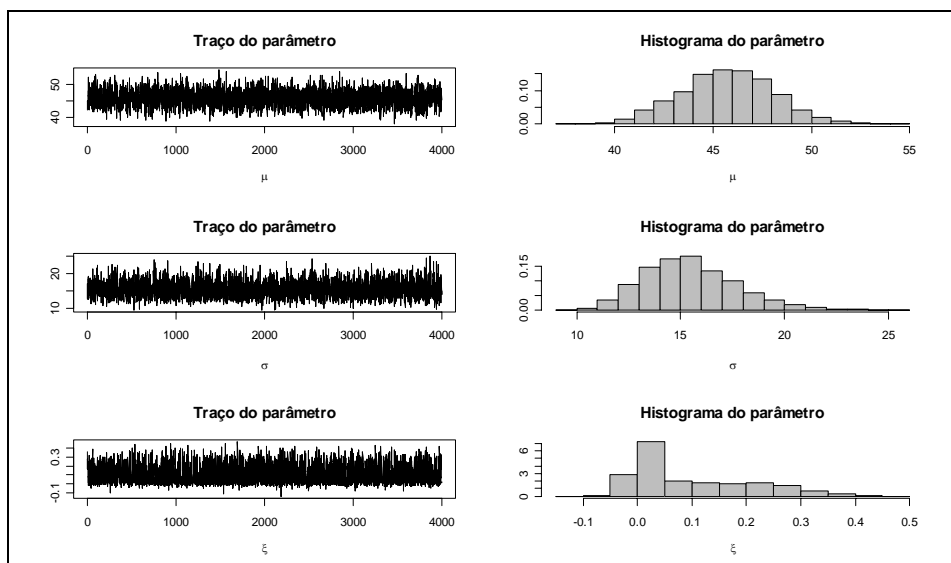 Traço do parâmetro
50
40
0 1000 2000 3000 4000
μ
Histograma do parâmetro
0.10
0.00
40 45 50 55
μ
Traço do parâmetro
20
10
0 1000 2000 3000 4000
σ
Histograma do parâmetro
0.15
0.00
10 15 20 25
σ
Traço do parâmetro
0.3
-0.1
0 1000 2000 3000 4000
ξ
Histograma do parâmetro
6
3
0
-0.1 0.0 0.1 0.2 0.3 0.4 0.5
ξ